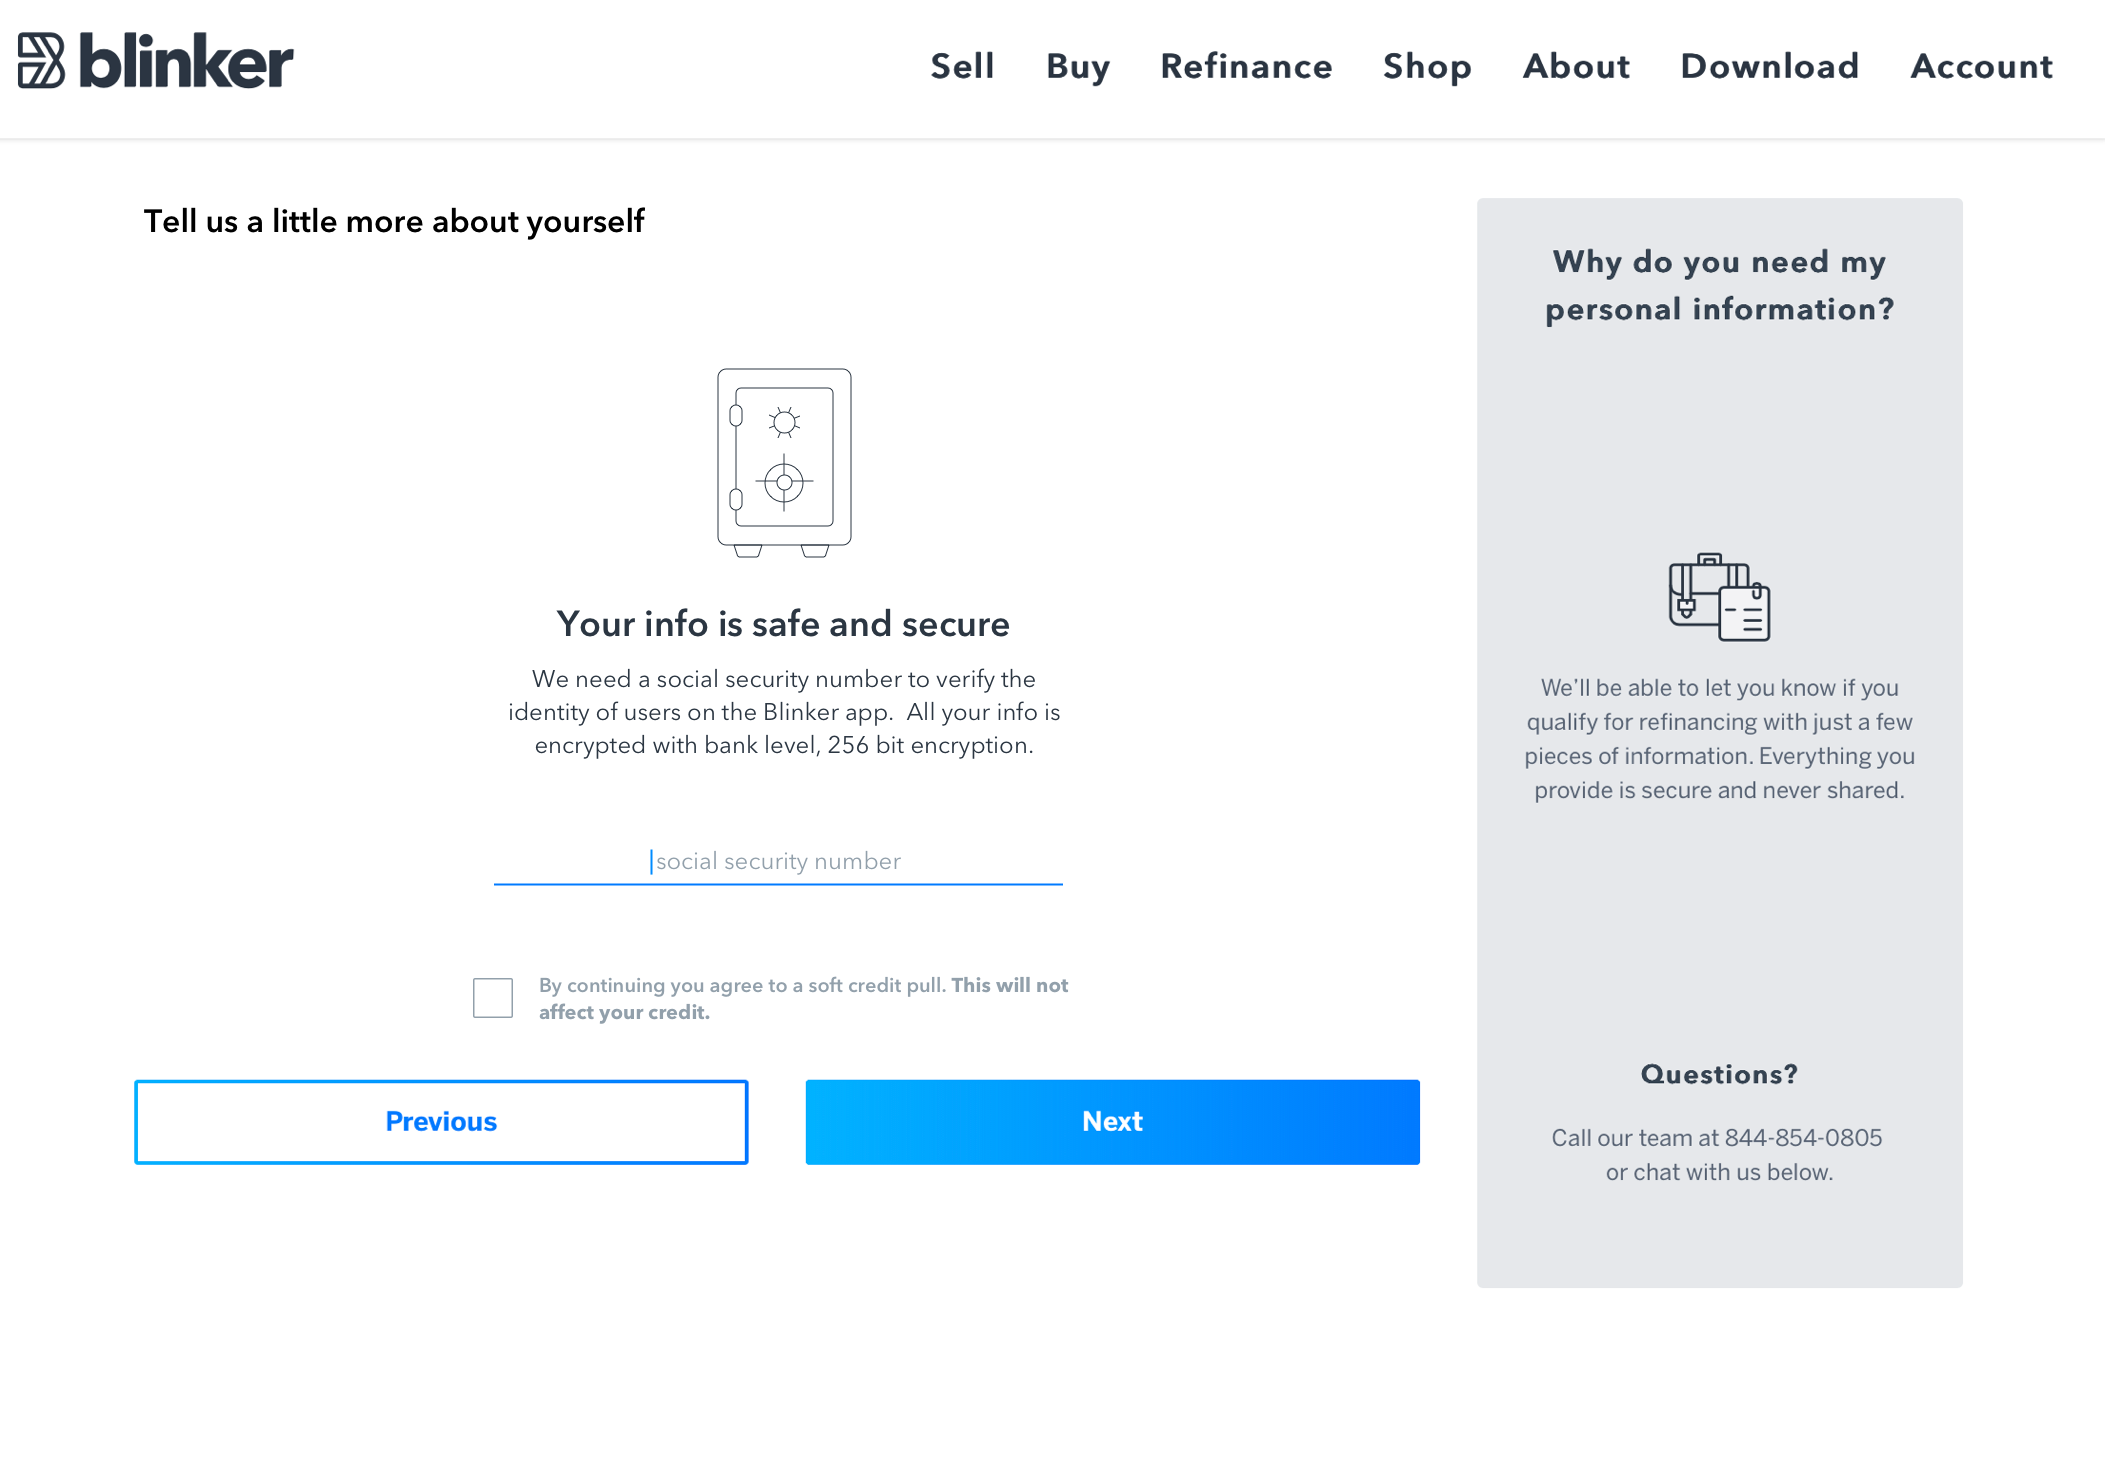 blinker
Sell Buy Refinance Shop About Download Account
Tell us a little more about yourself
Your info is safe and secure
We need a social security number to verify the
identity of users on the Blinker app.  All your info is
encrypted with bank level, 256 bit encryption.
social security number
By continuing you agree to a soft credit pull. This will not
affect your credit.
Previous
Next
Why do you need my
personal information?
We’ll be able to let you know if you
qualify for refinancing with just a few
pieces of information. Everything you
provide is secure and never shared.
Questions?
Call our team at 844-854-0805
or chat with us below.